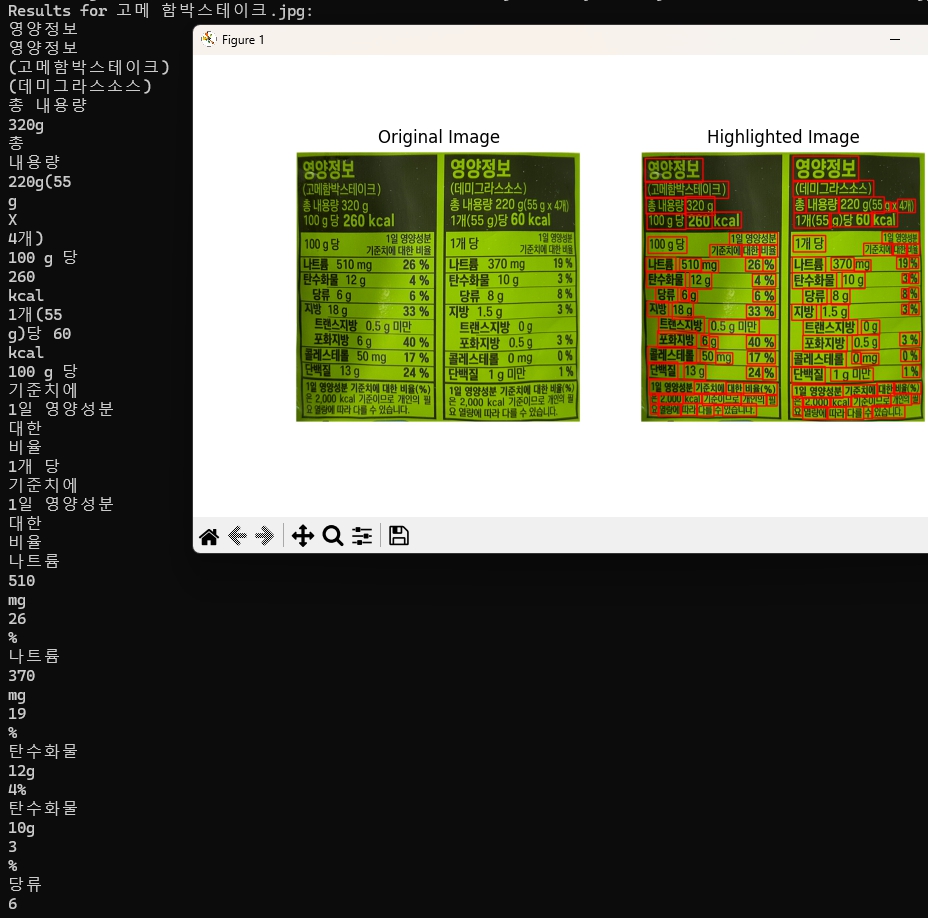 Results for 고메 함박스테이크.jpg:
영양정보
영양정보
(고메함박스테이크)
(데미그라스소스)
총 내용량
320g
총
내용량
220g(55
g
X
4개)
100 g 당
260
kcal
1개(55
g)당 60
kcal
100 g 당
기준치에
1일 영양성분
대한
비율
1개 당
기준치에
1일 영양성분
대한
비율
나트륨
510
mg
26
%
나트륨
370
mg
19
%
탄수화물
12g
4%
탄수화물
10g
3
%
당류
6
Figure 1
Original Image
영양정보
(고메함박스테이크)
총 내용량 320 g
100 g 당 260 kcal
100 g 당 1일 영양성분 기준치에 대한 비율
나트륨 510 mg 26 %
탄수화물 12 g 4 %
당류 6 g 6 %
지방 18 g 33 %
트랜스지방 0.5 g 미만
포화지방 6 g 40 %
콜레스테롤 50 mg 17 %
단백질 13 g 24 %
1일 영양성분 기준치에 대한 비율(%)
은 2,000 kcal 기준이므로 개인의 필
요 열량에 따라 다를 수 있습니다.
영양정보
(데미그라스소스)
총 내용량 220 g(55 g x 4개)
1개(55 g)당 60 kcal
1개 당 1일 영양성분 기준치에 대한 비율
나트륨 370 mg 19 %
탄수화물 10 g 3 %
당류 8 g 8 %
지방 1.5 g 3 %
트랜스지방 0 g
포화지방 0.5 g 3 %
콜레스테롤 0 mg 0 %
단백질 1 g 미만 1 %
1일 영양성분 기준치에 대한 비율(%)
은 2,000 kcal 기준이므로 개인의 필
요 열량에 따라 다를 수 있습니다.
Highlighted Image
영양정보
(고메함박스테이크)
총 내용량 320 g
100 g 당 260 kcal
100 g 당 1일 영양성분 기준치에 대한 비율
나트륨 510 mg 26 %
탄수화물 12 g 4 %
당류 6 g 6 %
지방 18 g 33 %
트랜스지방 0.5 g 미만
포화지방 6 g 40 %
콜레스테롤 50 mg 17 %
단백질 13 g 24 %
1일 영양성분 기준치에 대한 비율(%)
은 2,000 kcal 기준이므로 개인의 필
요 열량에 따라 다를 수 있습니다.
영양정보
(데미그라스소스)
총 내용량 220 g(55 g x 4개)
1개(55 g)당 60 kcal
1개 당 1일 영양성분 기준치에 대한 비율
나트륨 370 mg 19 %
탄수화물 10 g 3 %
당류 8 g 8 %
지방 1.5 g 3 %
트랜스지방 0 g
포화지방 0.5 g 3 %
콜레스테롤 0 mg 0 %
단백질 1 g 미만 1 %
1일 영양성분 기준치에 대한 비율(%)
은 2,000 kcal 기준이므로 개인의 필
요 열량에 따라 다를 수 있습니다.